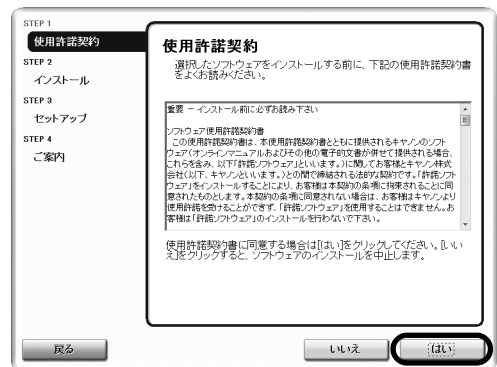 STEP 1
使用許諾契約
STEP 2
インストール
STEP 3
セットアップ
STEP 4
ご案内
使用許諾契約
選択したソフトウェアをインストールする前に、下記の使用許諾契約書
をよくお読みください。
重要 － インストール前に必ずお読み下さい
ソフトウェア使用許諾契約書
この使用許諾契約書は、本使用許諾契約書とともに提供されるキヤノンのソフト
ウェア(オンラインマニュアルおよびその他の電子的文書が併せて提供される場合、
これらを含み、以下「許諾ソフトウェア」といいます。)に関してお客様とキヤノン株式
会社(以下、キヤノンといいます。)との間で締結される法的な契約です。「許諾ソフト
ウェア」をインストールすることにより、お客様は本契約の条項に拘束されることに同
意されたものとします。本契約の条項に同意されない場合は、お客様はキヤノンより
使用許諾を受けることができず、「許諾ソフトウェア」を使用することはできません。お
客様は「許諾ソフトウェア」のインストールを行わないで下さい。
使用許諾契約書に同意する場合は[はい]をクリックしてください。[いい
え]をクリックすると、ソフトウェアのインストールを中止します。
戻る
いいえ
はい